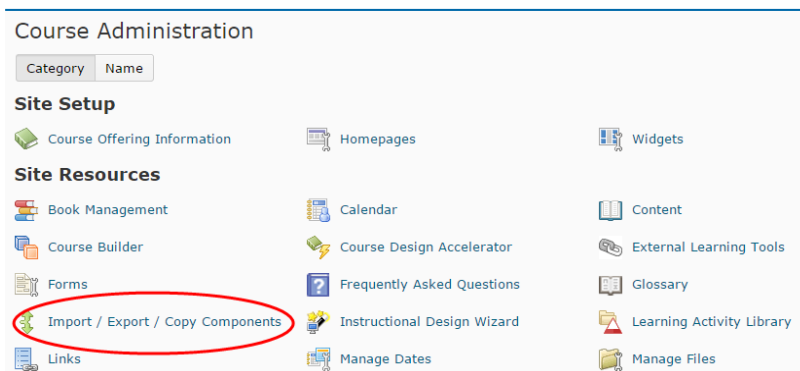 Course Administration
Category Name
Site Setup
Course Offering Information Homepages Widgets
Site Resources
Book Management Calendar Content
Course Builder Course Design Accelerator External Learning Tools
Forms Frequently Asked Questions Glossary
Import / Export / Copy Components Instructional Design Wizard Learning Activity Library
Links Manage Dates Manage Files